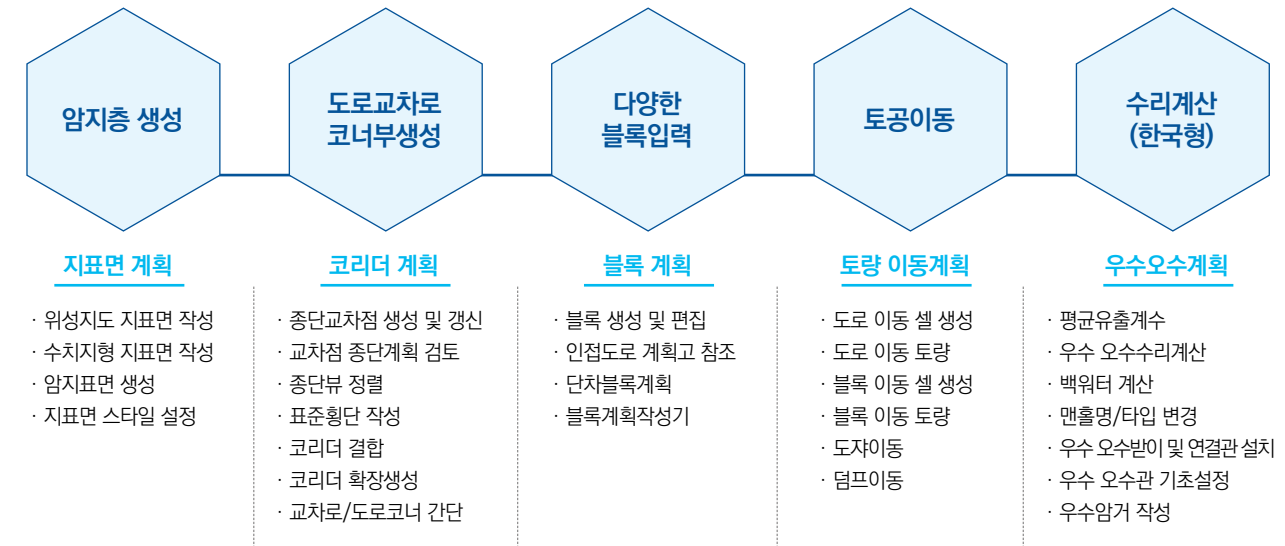 암지층 생성
도로교차로
코너부생성
다양한
블록입력
토공이동
수리계산
(한국형)
지표면 계획
· 위성지도 지표면 작성
· 수치지형 지표면 작성
· 암지표면 생성
· 지표면 스타일 설정
코리더 계획
· 종단교차점 생성 및 갱신
· 교차점 종단계획 검토
· 종단뷰 정렬
· 표준횡단 작성
· 코리더 결합
· 코리더 확장생성
· 교차로/도로코너 간단
블록 계획
· 블록 생성 및 편집
· 인접도로 계획고 참조
· 단차블록계획
· 블록계획작성기
토량 이동계획
· 도로 이동 셀 생성
· 도로 이동 토량
· 블록 이동 셀 생성
· 블록 이동 토량
· 도쟈이동
· 덤프이동
우수오수계획
· 평균유출계수
· 우수 오수수리계산
· 백워터 계산
· 맨홀명/타입 변경
· 우수 오수받이 및 연결관 설치
· 우수 오수관 기초설정
· 우수암거 작성